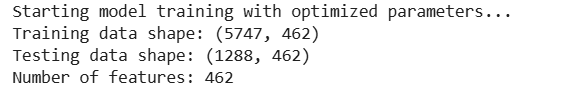 Starting model training with optimized parameters...
Training data shape: (5747, 462)
Testing data shape: (1288, 462)
Number of features: 462